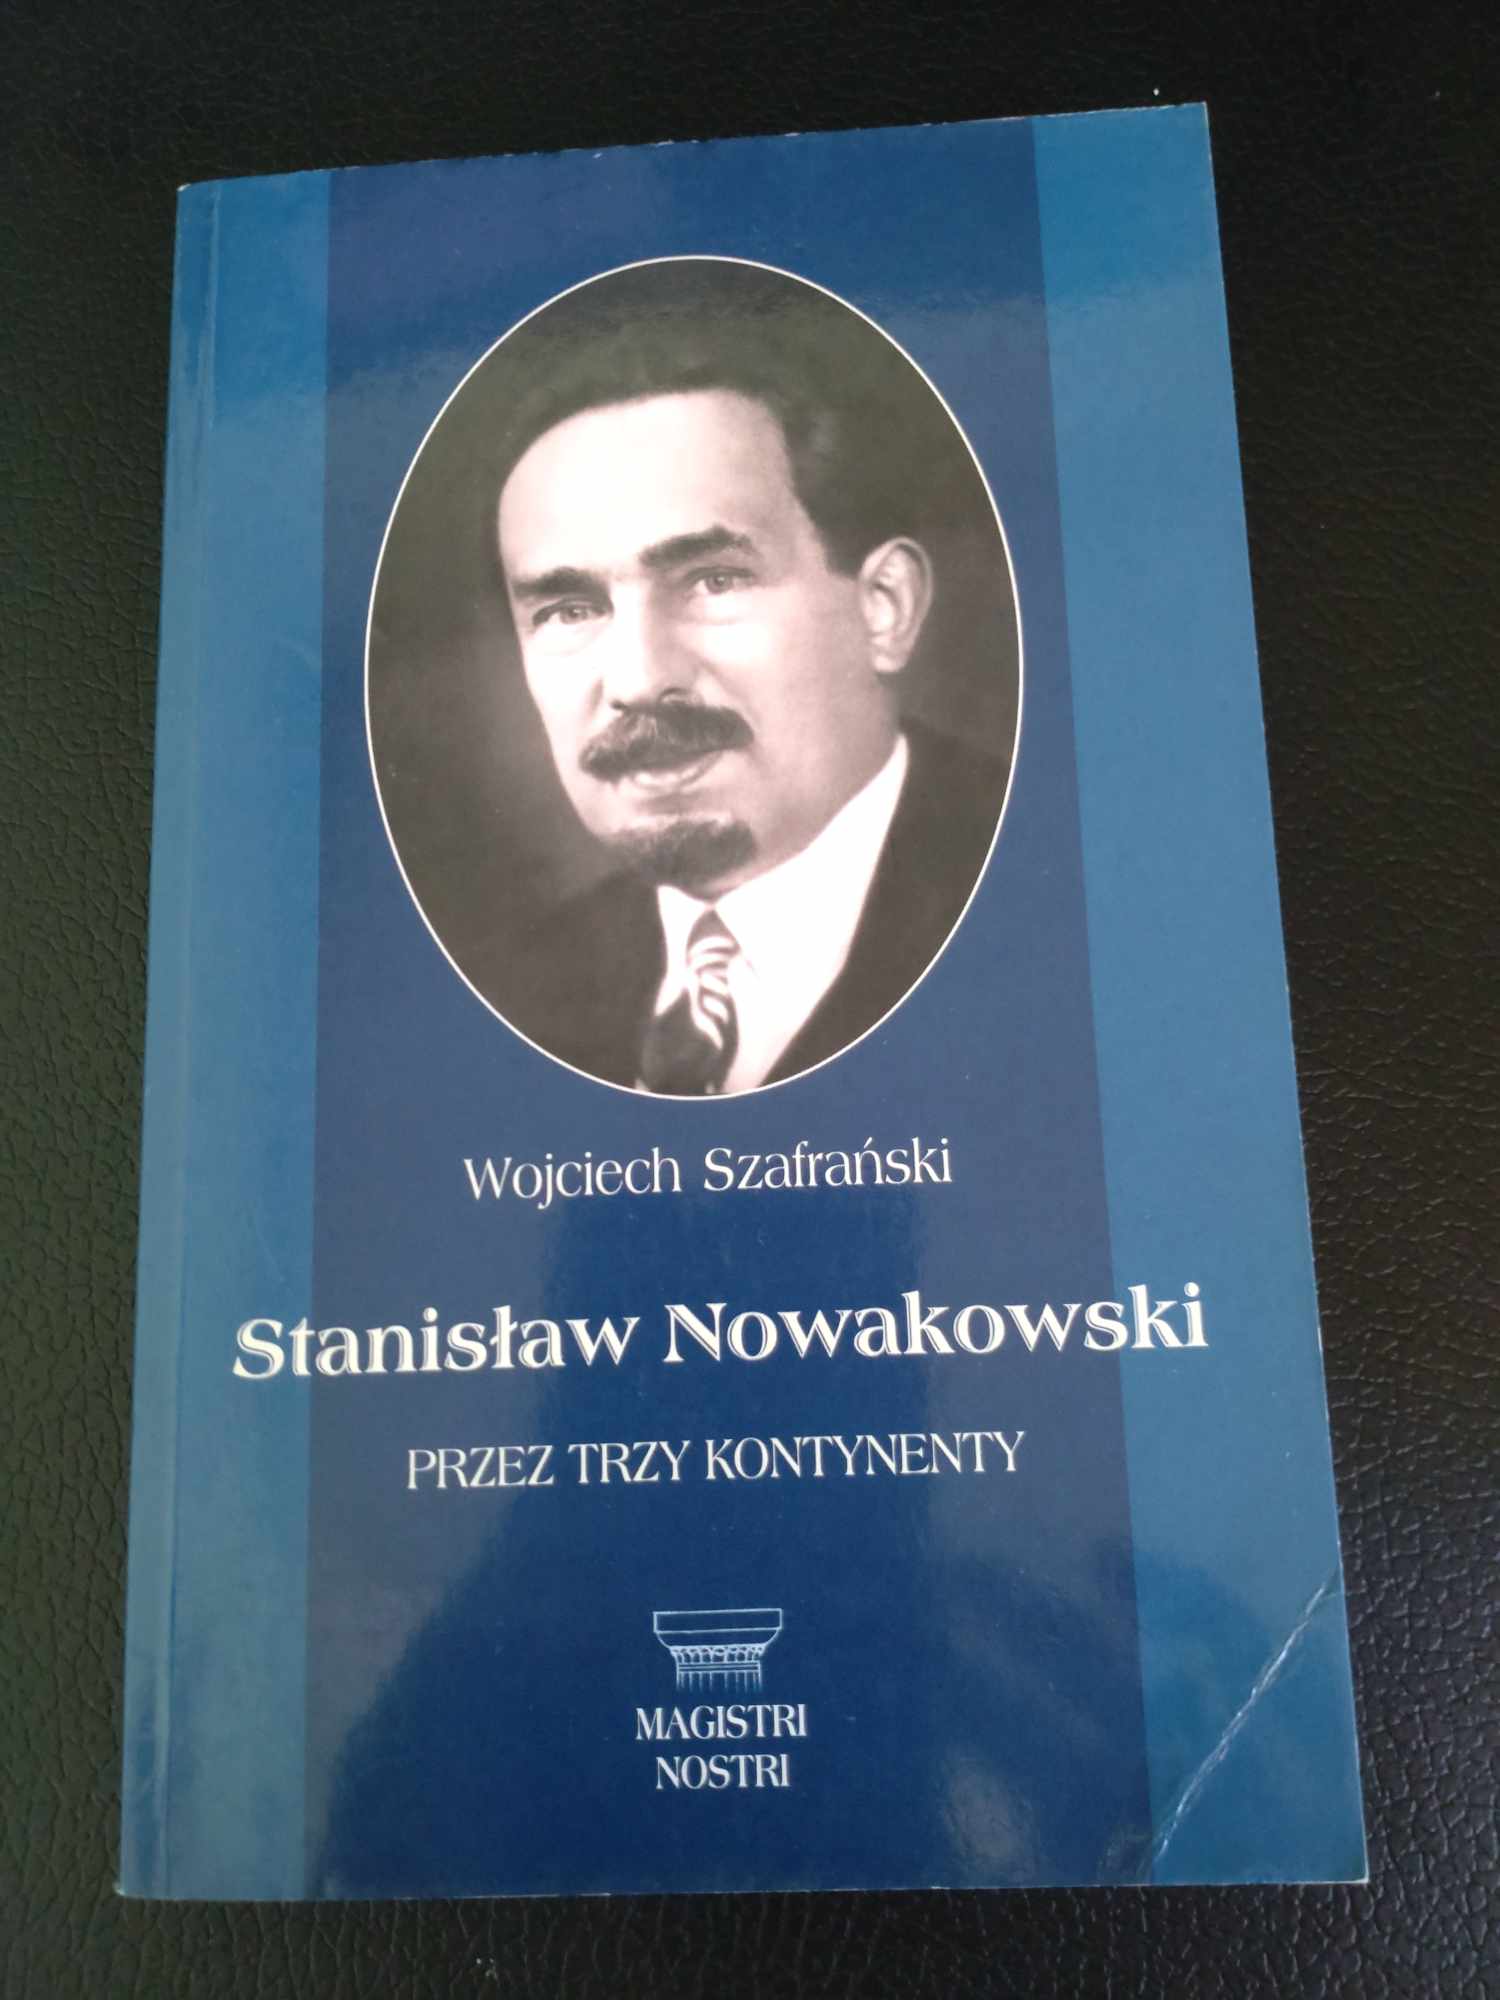 Wojciech Szafrański
Stanisław Nowakowski
PRZEZ TRZY KONTYNENTY
MAGISTRI
NOSTRI